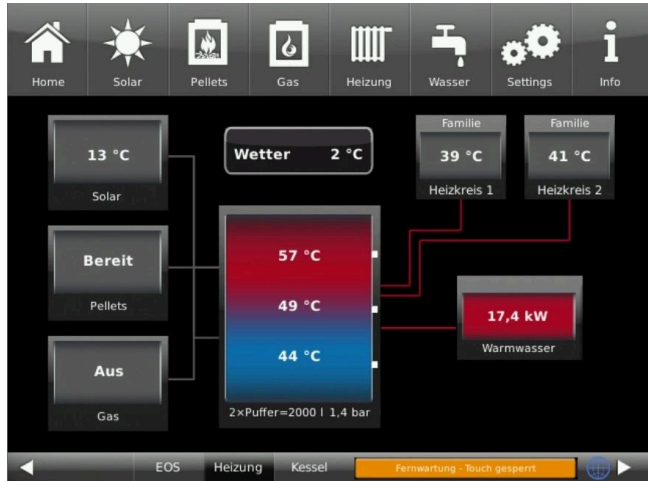 Home Solar Pellets Gas Heizung Wasser Settings Info
13 °C
Solar
Bereit
Pellets
Aus
Gas
Wetter 2 °C
57 °C
49 °C
44 °C
2×Puffer=2000 l 1,4 bar
Familie
39 °C
Heizkreis 1
Familie
41 °C
Heizkreis 2
17,4 kW
Warmwasser
EOS Heizung Kessel Fernwartung - Touch gesperrt